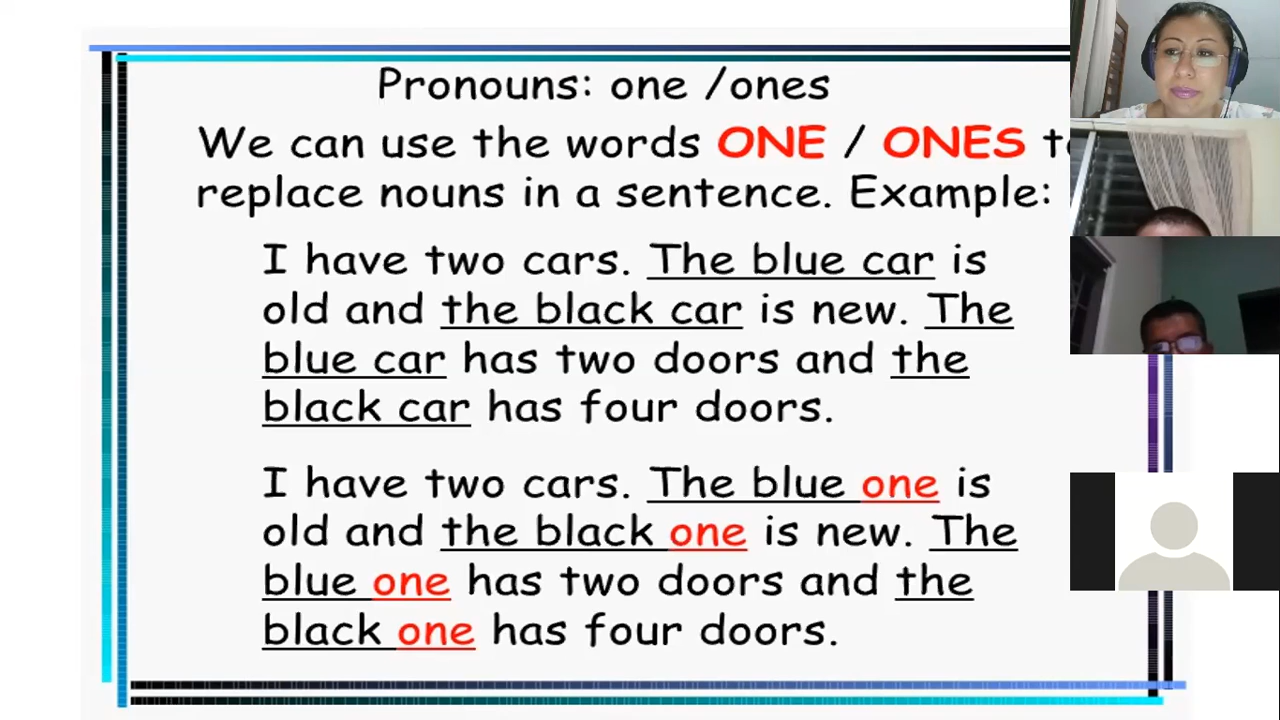 Pronouns: one /ones
We can use the words ONE / ONES
replace nouns in a sentence. Example:
I have two cars. The blue car is
old and the black car is new. The
blue car has two doors and the
black car has four doors.
I have two cars. The blue one is
old and the black one is new. The
blue one has two doors and the
black one has four doors.